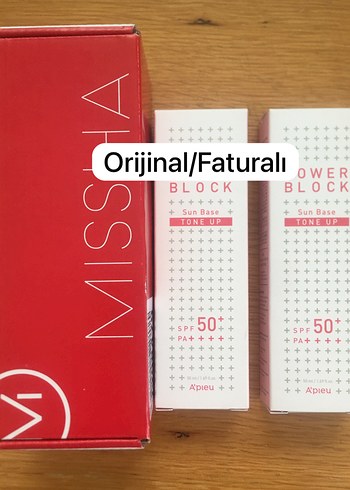 MISSHA
Orijinal/Faturalı
BLOCK
Sun Base
TONE UP
SPF 50+
PA++++
A'PIEU
POWER
BLOCK
Sun Base
TONE UP
SPF 50+
PA++++
A'PIEU